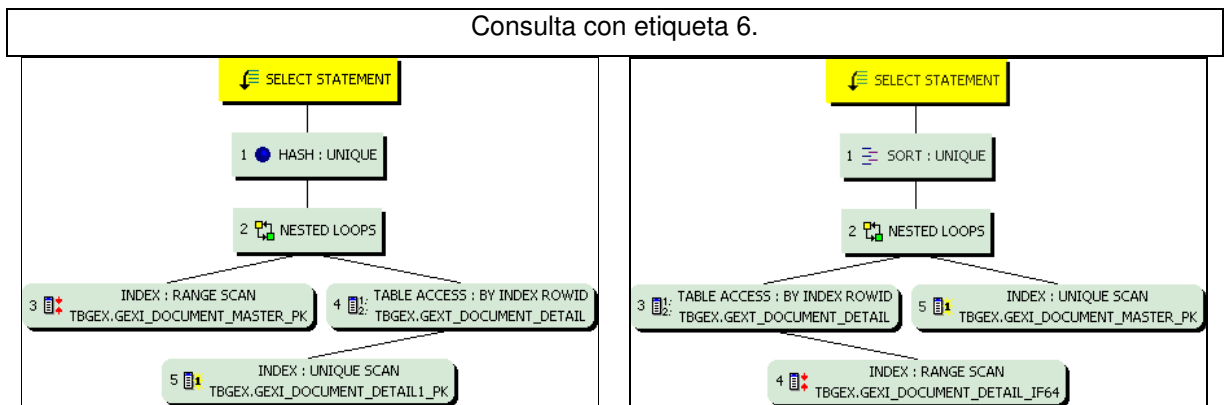 Consulta con etiqueta 6.
SELECT STATEMENT
1 HASH : UNIQUE
2 NESTED LOOPS
3 INDEX : RANGE SCAN
TBGEX.GEXI_DOCUMENT_MASTER_PK
4 TABLE ACCESS : BY INDEX ROWID
TBGEX.GEXT_DOCUMENT_DETAIL
5 INDEX : UNIQUE SCAN
TBGEX.GEXI_DOCUMENT_DETAIL1_PK
SELECT STATEMENT
1 SORT : UNIQUE
2 NESTED LOOPS
3 TABLE ACCESS : BY INDEX ROWID
TBGEX.GEXT_DOCUMENT_DETAIL
5 INDEX : UNIQUE SCAN
TBGEX.GEXI_DOCUMENT_MASTER_PK
4 INDEX : RANGE SCAN
TBGEX.GEXI_DOCUMENT_DETAIL_IF64